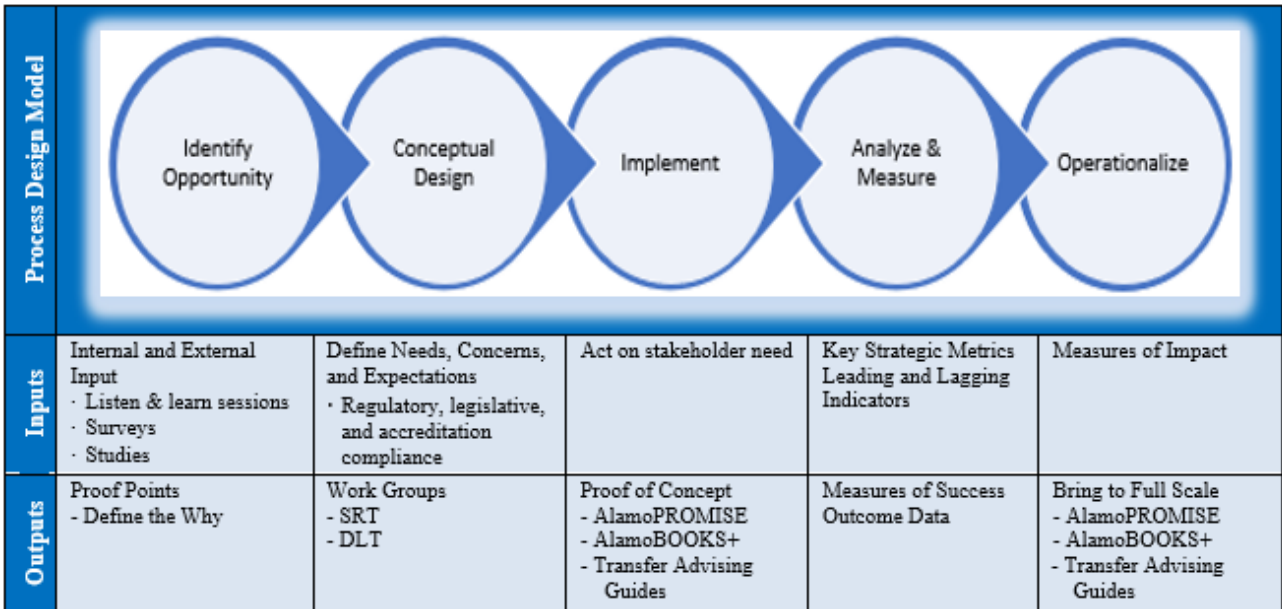 Process Design Model
Identify
Opportunity
Conceptual
Design
Implement
Analyze &
Measure
Operationalize
Inputs
Internal and External
Input
· Listen & learn sessions
· Surveys
· Studies
Define Needs, Concerns,
and Expectations
· Regulatory, legislative,
and accreditation
compliance
Act on stakeholder need
Key Strategic Metrics
Leading and Lagging
Indicators
Measures of Impact
Outputs
Proof Points
- Define the Why
Work Groups
- SRT
- DLT
Proof of Concept
- AlamoPROMISE
- AlamoBOOKS+
- Transfer Advising
Guides
Measures of Success
Outcome Data
Bring to Full Scale
- AlamoPROMISE
- AlamoBOOKS+
- Transfer Advising
Guides